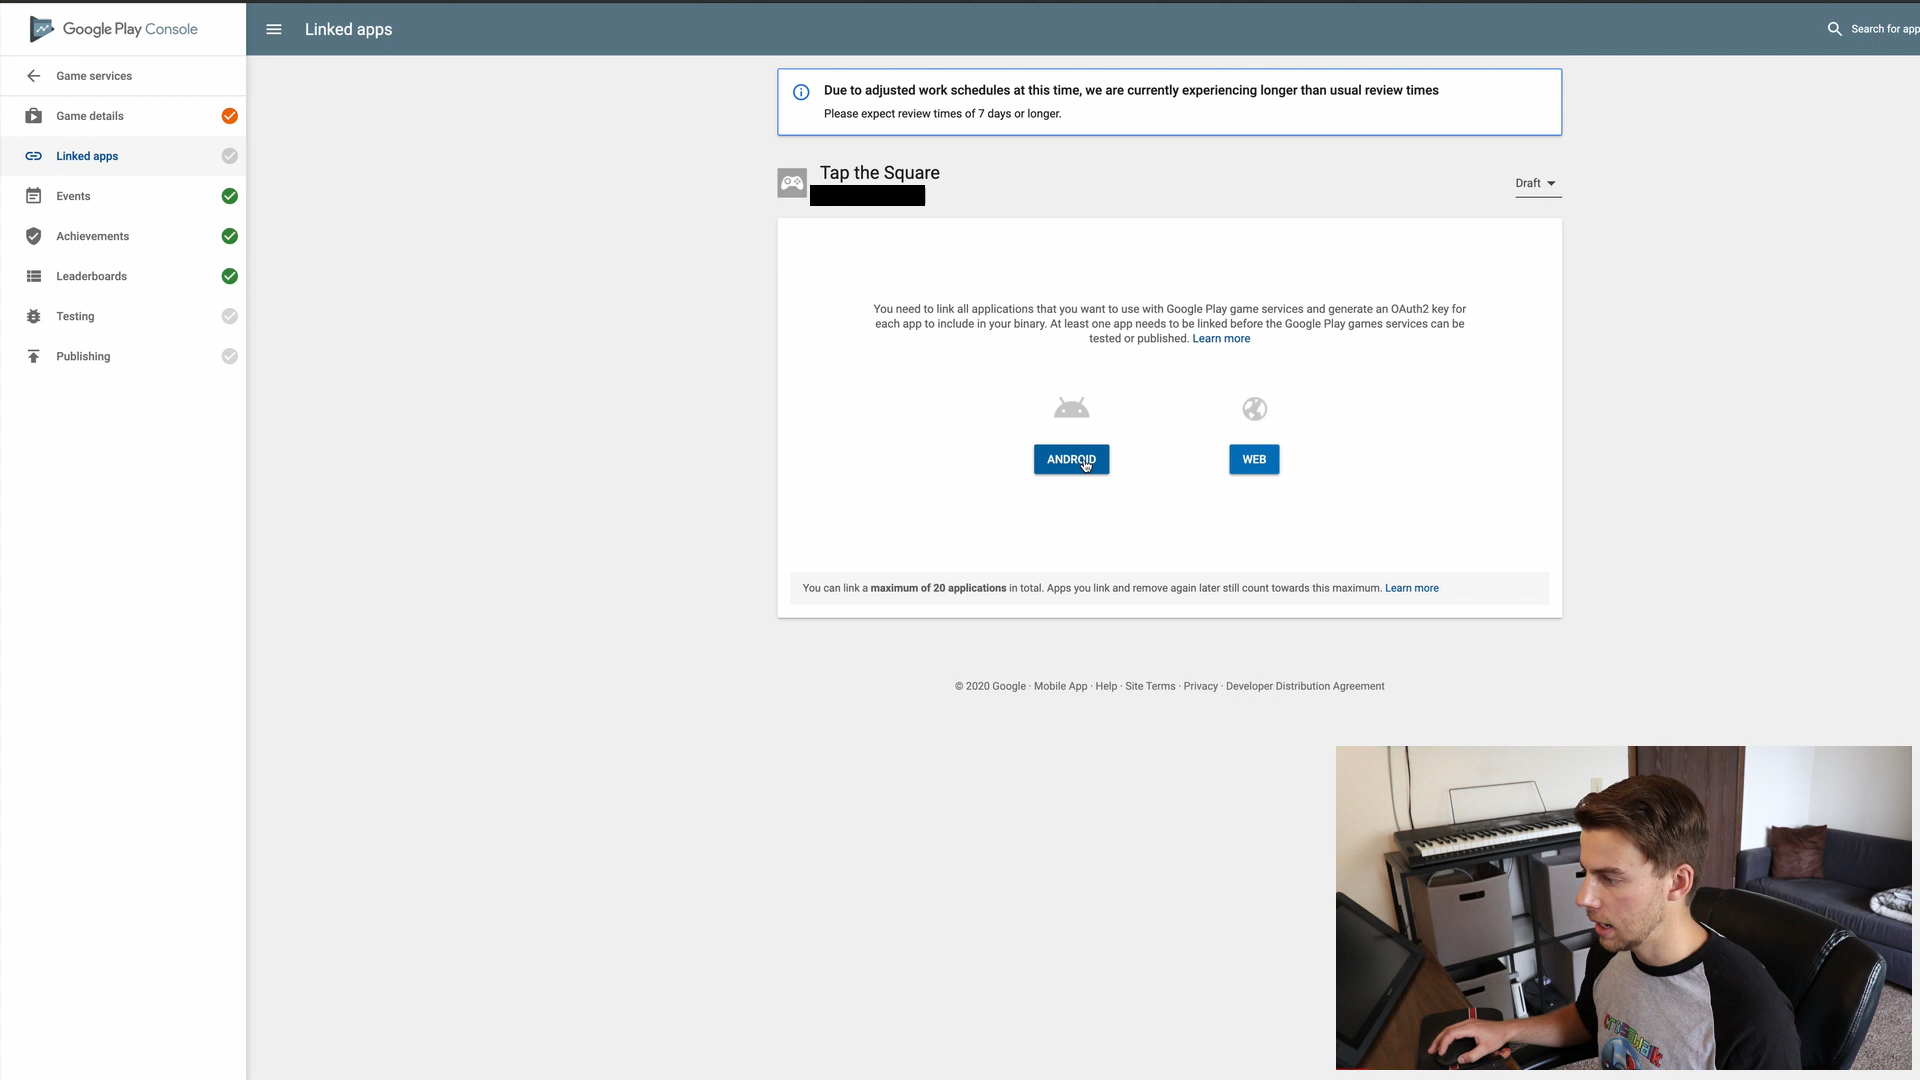 Google Play Console
Linked apps
Search for app
Game services
Game details
Linked apps
Events
Achievements
Leaderboards
Testing
Publishing
Due to adjusted work schedules at this time, we are currently experiencing longer than usual review times
Please expect review times of 7 days or longer.
Tap the Square
Draft
You need to link all applications that you want to use with Google Play game services and generate an OAuth2 key for
each app to include in your binary. At least one app needs to be linked before the Google Play games services can be
tested or published. Learn more
ANDROID
WEB
You can link a maximum of 20 applications in total. Apps you link and remove again later still count towards this maximum. Learn more
© 2020 Google · Mobile App · Help · Site Terms · Privacy · Developer Distribution Agreement
crosswalk